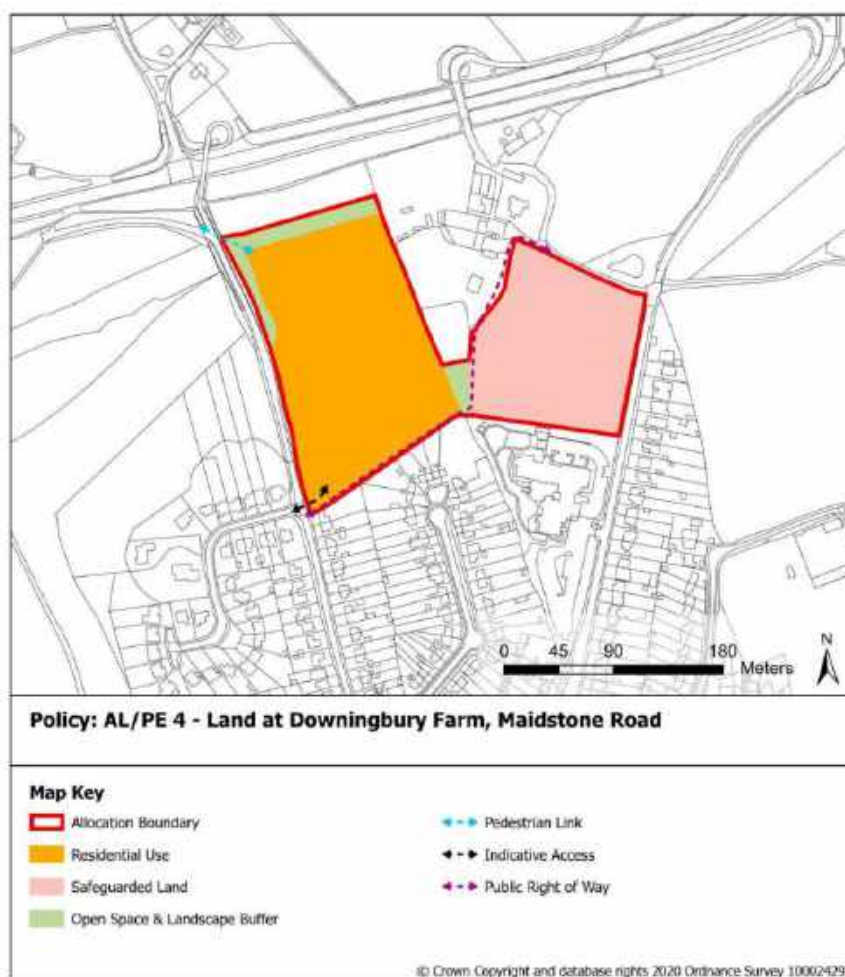 N
0 45 90 180
Meters
Policy: AL/PE 4 - Land at Downingbury Farm, Maidstone Road
Map Key
Allocation Boundary
Residential Use
Safeguarded Land
Open Space & Landscape Buffer
Pedestrian Link
Indicative Access
Public Right of Way
© Crown Copyright and database rights 2020 Ordnance Survey 10002429